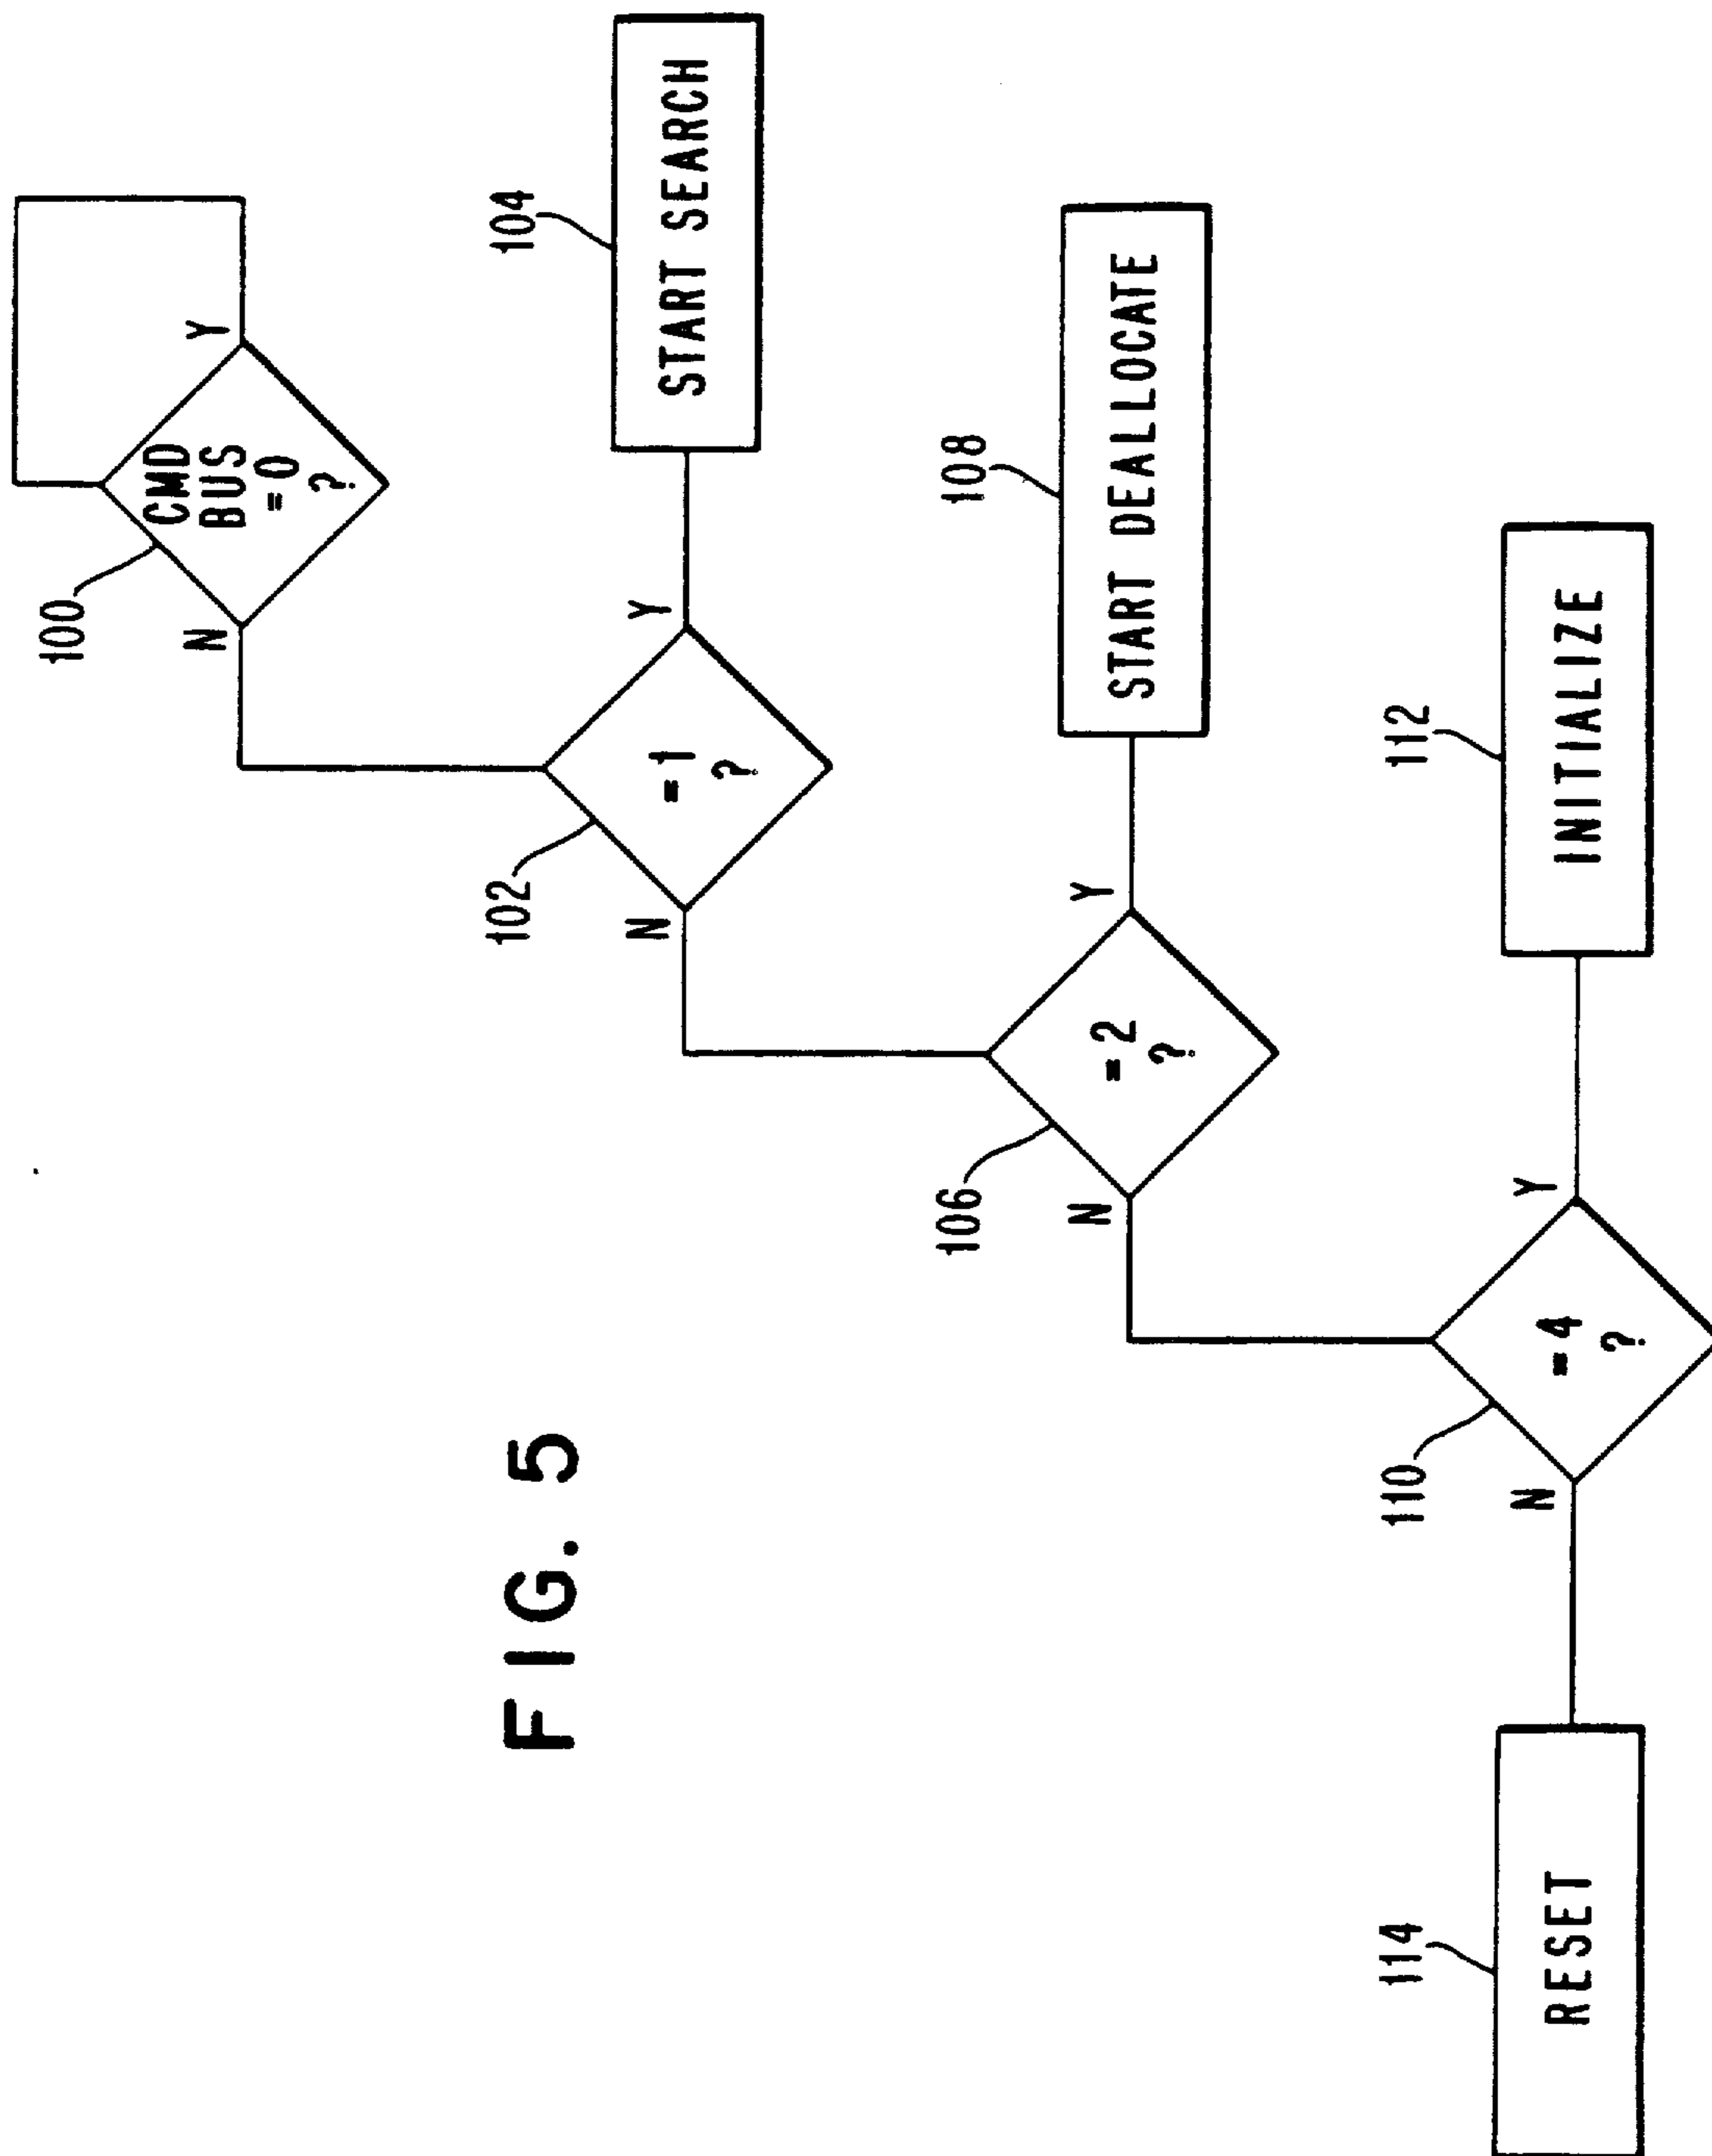 100
CMD
BUS
=0
?
Y
N
102
=1
?
Y
N
104
START SEARCH
106
=2
?
Y
N
108
START DEALLOCATE
110
=4
?
Y
N
112
INITIALIZE
114
RESET
FIG. 5